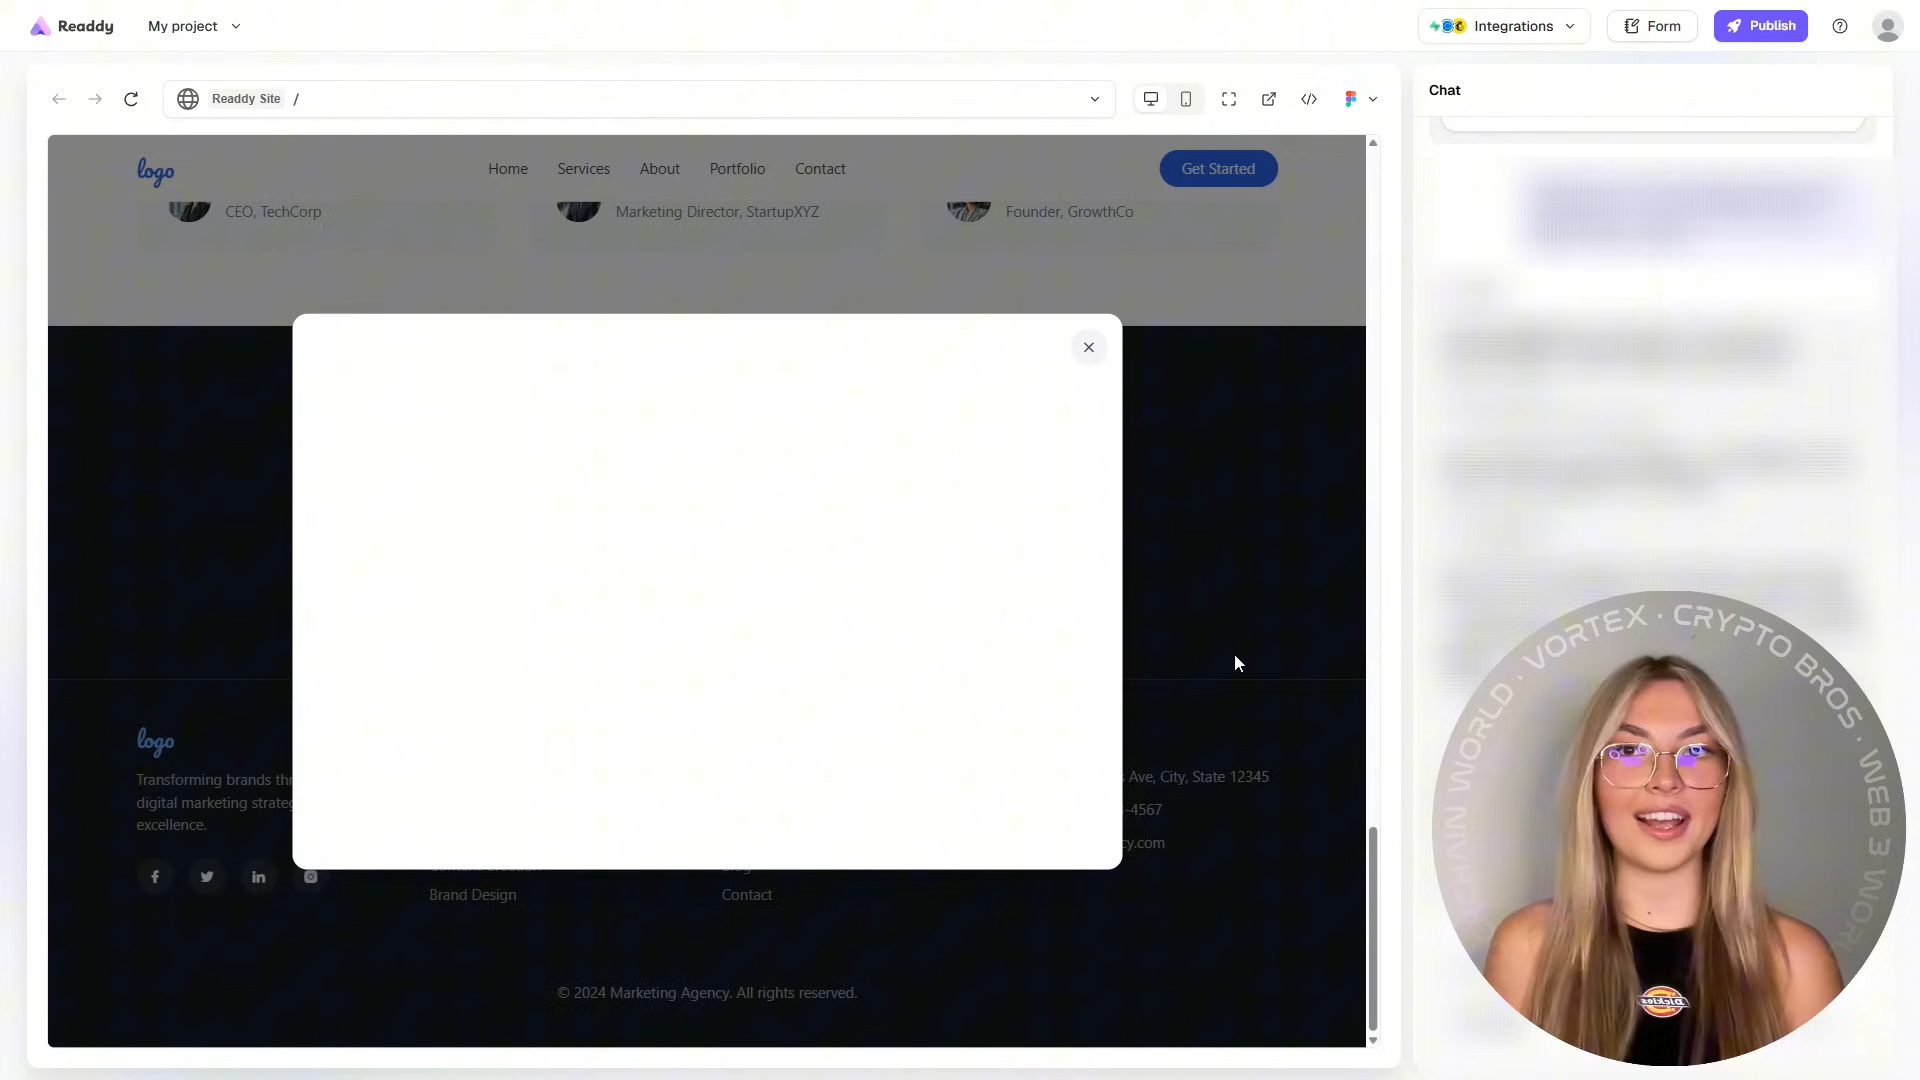 Readdy
My project
Integrations
Form
Publish
Readdy Site /
Chat
logo
Home
Services
About
Portfolio
Contact
Get Started
CEO, TechCorp
Marketing Director, StartupXYZ
Founder, GrowthCo
logo
Transforming brands
digital marketing
excellence.
Brand Design
Contact
Ave, City, State 12345
-4567
cy.com
© 2024 Marketing Agency. All rights reserved.
WORLD · VORTEX · CRYPTO BROS · WEB 3
Dickies